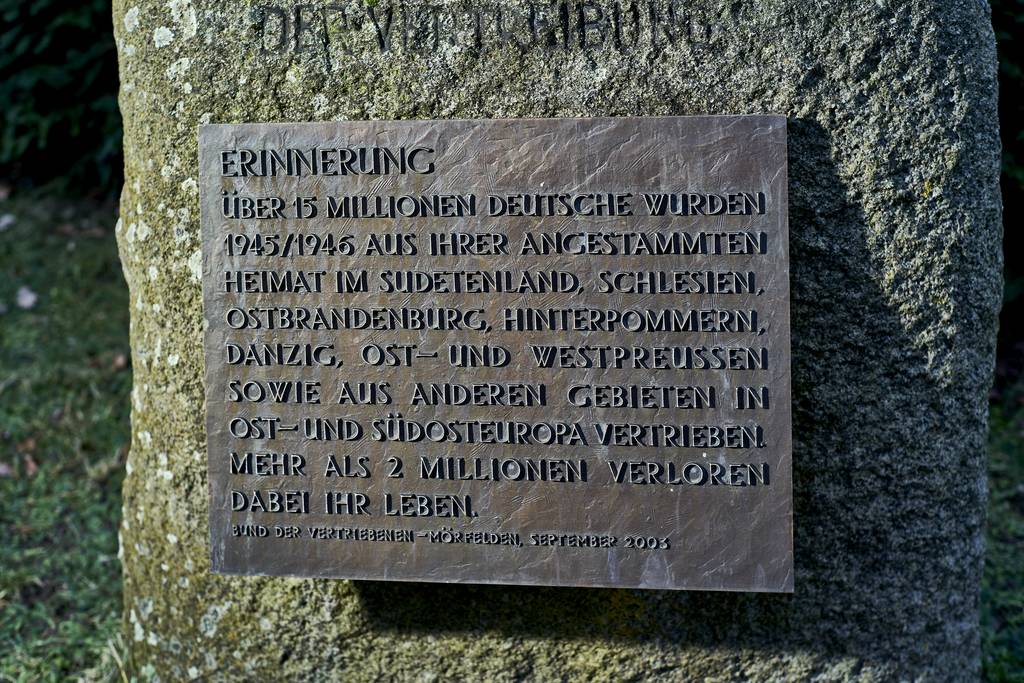 DER VERTREIBUNG
ERINNERUNG
ÜBER 15 MILLIONEN DEUTSCHE WURDEN
1945/1946 AUS IHRER ANGESTAMMTEN
HEIMAT IM SUDETENLAND, SCHLESIEN,
OSTBRANDENBURG, HINTERPOMMERN,
DANZIG, OST- UND WESTPREUSSEN
SOWIE AUS ANDEREN GEBIETEN IN
OST- UND SÜDOSTEUROPA VERTRIEBEN.
MEHR ALS 2 MILLIONEN VERLOREN
DABEI IHR LEBEN.
BUND DER VERTRIEBENEN - MÖRFELDEN, SEPTEMBER 2003